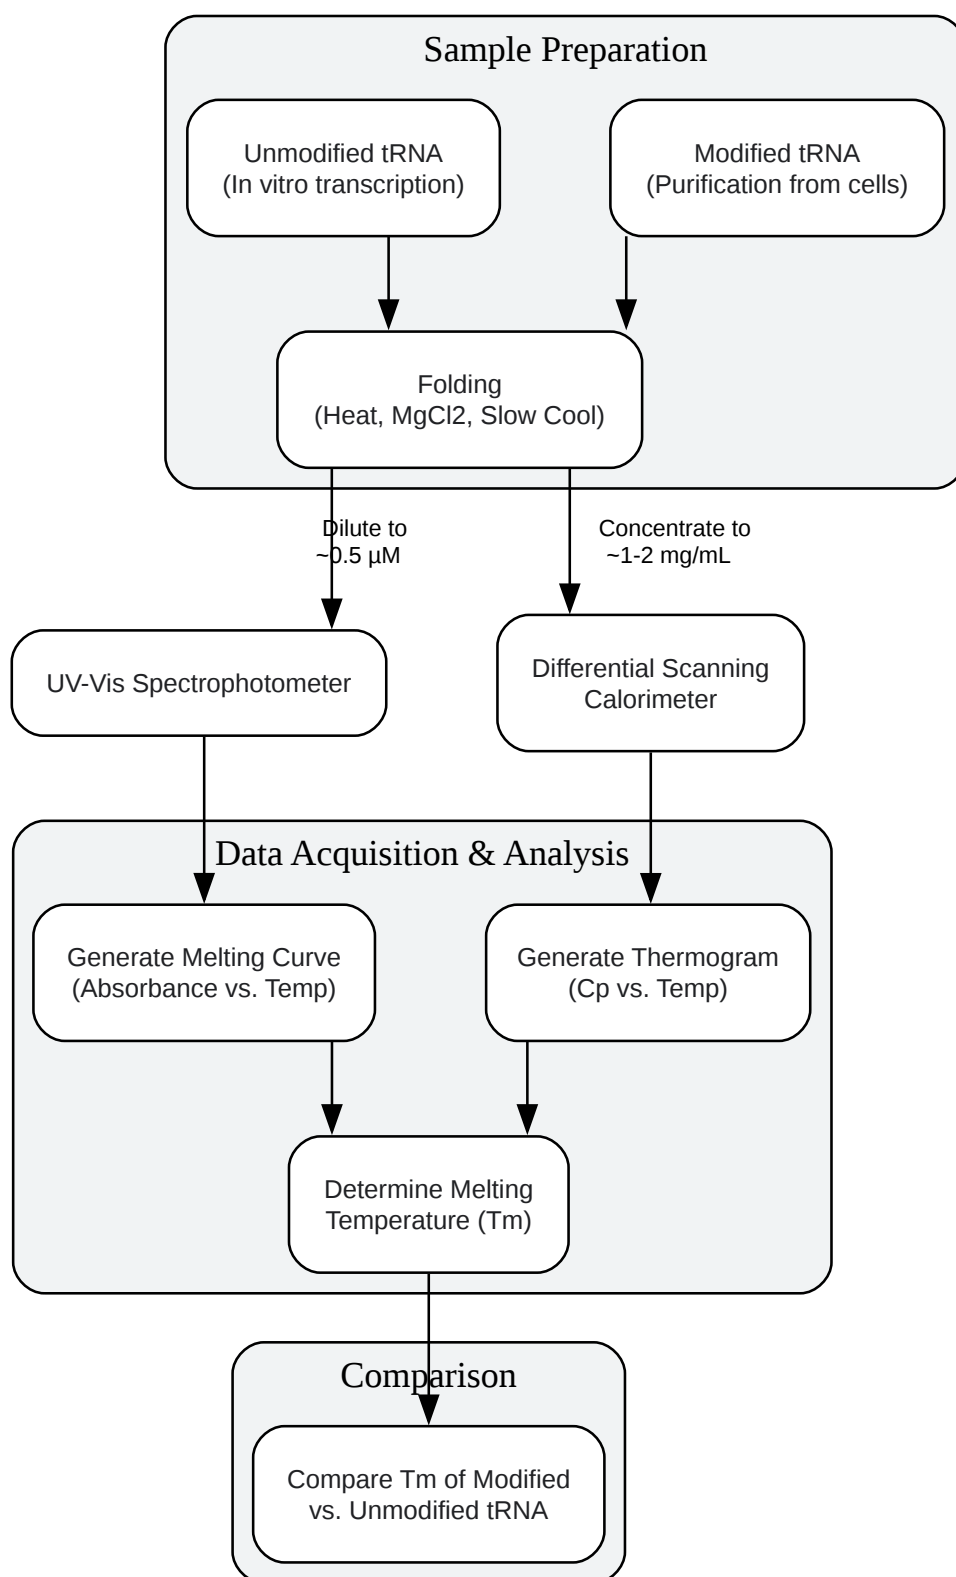 Sample Preparation
Unmodified tRNA
(In vitro transcription)
Modified tRNA
(Purification from cells)
Folding
(Heat, MgCl2, Slow Cool)
Dilute to
~0.5 µM
Concentrate to
~1-2 mg/mL
UV-Vis Spectrophotometer
Differential Scanning
Calorimeter
Data Acquisition & Analysis
Generate Melting Curve
(Absorbance vs. Temp)
Generate Thermogram
(Cp vs. Temp)
Determine Melting
Temperature (Tm)
Comparison
Compare Tm of Modified
vs. Unmodified tRNA